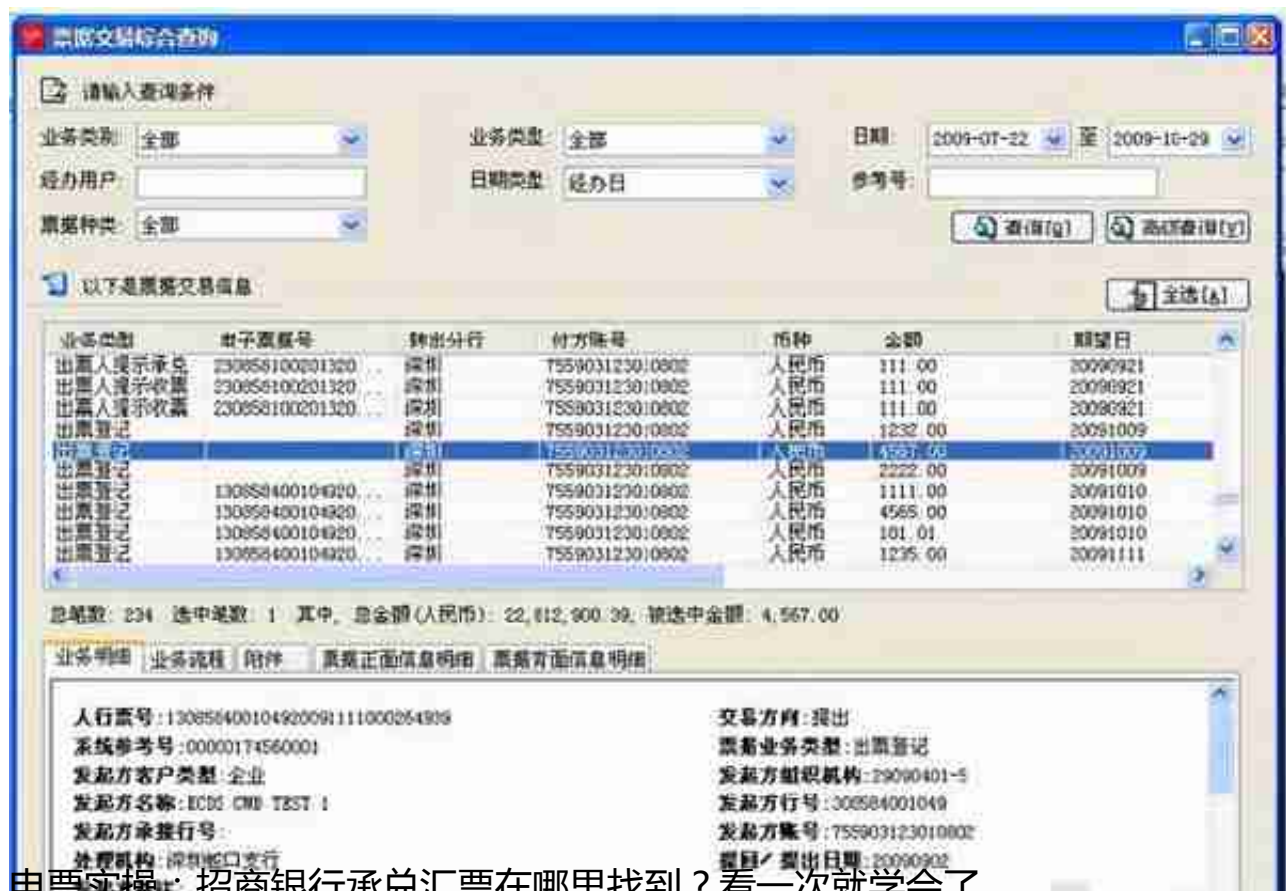 票据交易综合查询
请输入查询条件
业务类别: 全部 业务类型: 全部 日期: 2009-07-22 至 2009-10-29
经办用户: 日期类型: 经办日 参考号:
票据种类: 全部 查询[Q] 高级查询[Y]
以下是票据交易信息 全选[A]
业务类型 电子票据号 转出分行 付方账号 币种 金额 期望日
出票人提示承兑 230858100201320... 深圳 755903123010802 人民币 111.00 20090921
出票人提示收票 230858100201320... 深圳 755903123010802 人民币 111.00 20090921
出票人提示收票 230858100201320... 深圳 755903123010802 人民币 111.00 20090921
出票登记 深圳 755903123010802 人民币 1232.00 20091009
出票登记 深圳 755903123010802 人民币 4567.00 20091009
出票登记 深圳 755903123010802 人民币 2222.00 20091009
出票登记 130858400104920... 深圳 755903123010802 人民币 1111.00 20091010
出票登记 130858400104920... 深圳 755903123010802 人民币 4565.00 20091010
出票登记 130858400104920... 深圳 755903123010802 人民币 101.01 20091010
出票登记 130858400104920... 深圳 755903123010802 人民币 1235.00 20091111
总笔数: 234 选中笔数: 1 其中, 总金额(人民币): 22,612,900.39, 被选中金额: 4,567.00
业务明细 业务流程 附件 票据正面信息明细 票据背面信息明细
人行票号:130858400104920091111000264939 交易方向:提出
系统参考号:00000174560001 票据业务类型:出票登记
发起方客户类型:企业 发起方组织机构:29090401-5
发起方名称:ECDS CMB TEST 1 发起方行号:308584001049
发起方承接行号: 发起方账号:755903123010802
处理机构:深圳蛇口支行 提回/提出日期:20090902
电票实操：招商银行承兑汇票在哪里找到？看一次就学会了